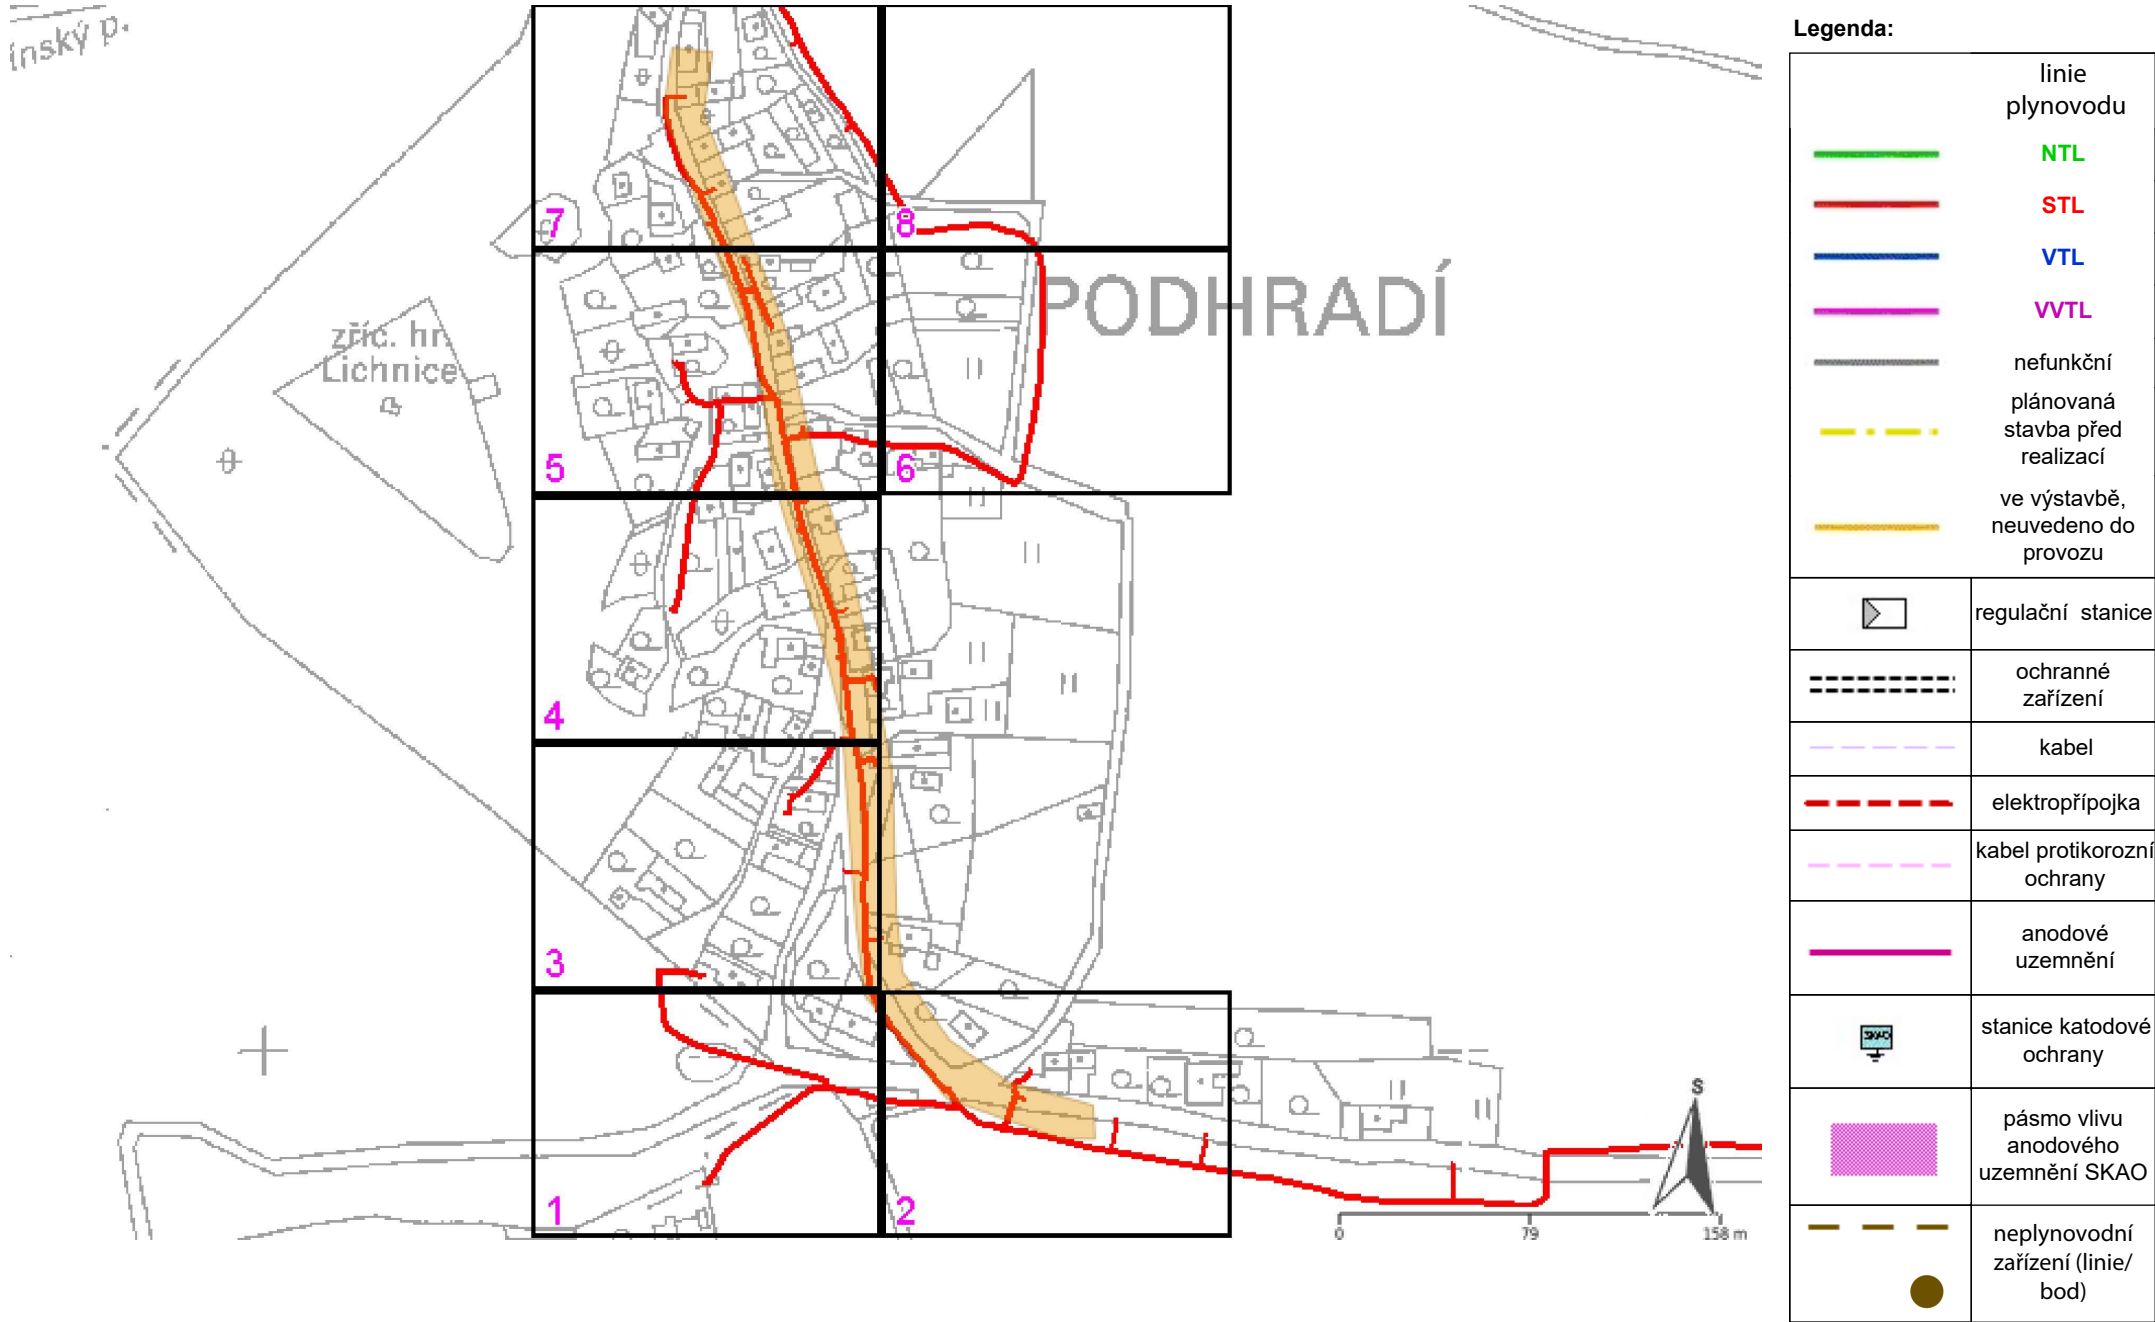 ínský p.
7
8
PODHRADÍ
zříc. hr.
Lichnice
5
6
4
3
1
2
S
0 79 158 m
Legenda:
linie
plynovodu
NTL
STL
VTL
VVTL
nefunkční
plánovaná
stavba před
realizací
ve výstavbě,
neuvedeno do
provozu
regulační stanice
ochranné
zařízení
kabel
elektropřípojka
kabel protikorozní
ochrany
anodové
uzemnění
SKAO
stanice katodové
ochrany
pásmo vlivu
anodového
uzemnění SKAO
neplynovodní
zařízení (linie/
bod)